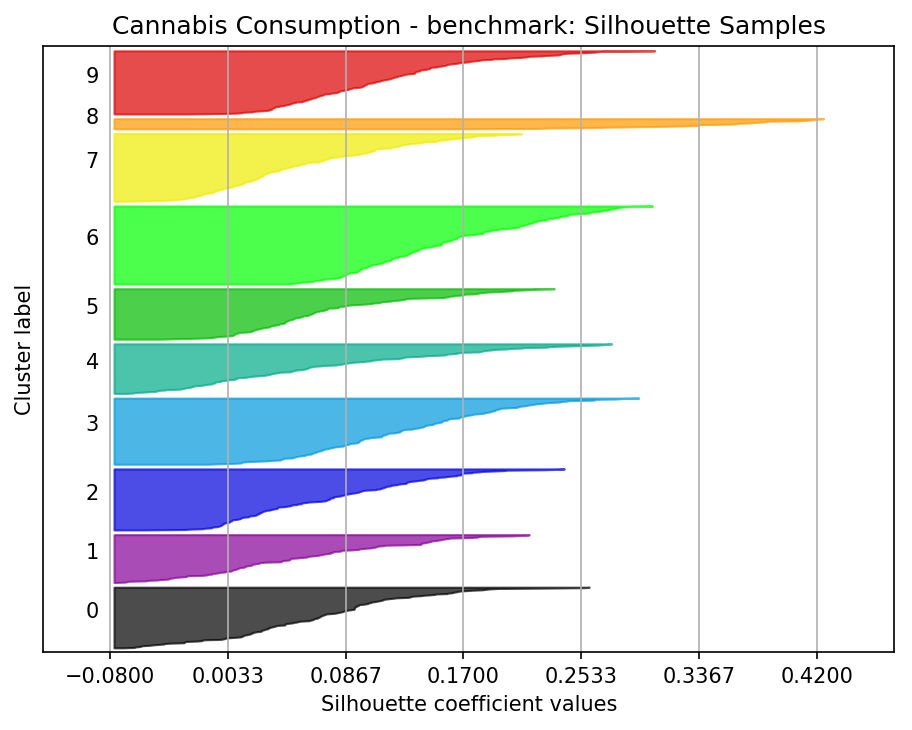 Cannabis Consumption - benchmark: Silhouette Samples
9
8
7
6
5
4
3
2
1
0
Cluster label
−0.0800 0.0033 0.0867 0.1700 0.2533 0.3367 0.4200
Silhouette coefficient values